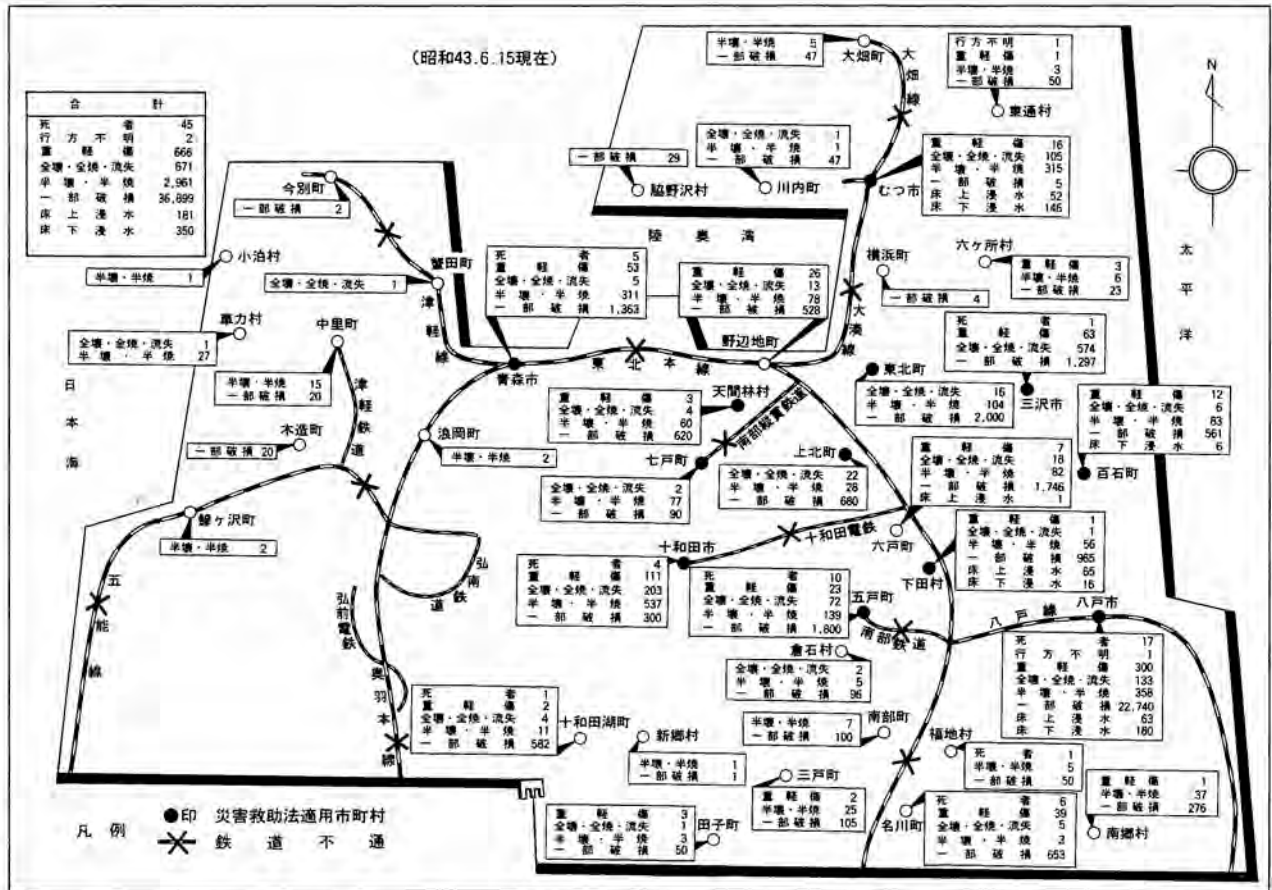 (昭和43.6.15現在)
合計
死者 45
行方不明 2
重軽傷 666
全壊・全焼・流失 671
半壊・半焼 2,961
一部破損 36,899
床上浸水 181
床下浸水 350
半壊・半焼 5
一部破損 47
大畑町
大畑線
行方不明 1
重軽傷 1
半壊・半焼 3
一部破損 50
東通村
N
一部破損 29
脇野沢村
全壊・全焼・流失 1
半壊・半焼 1
一部破損 47
川内町
むつ市
重軽傷 16
全壊・全焼・流失 105
半壊・半焼 315
一部破損 5
床上浸水 52
床下浸水 146
今別町
一部破損 2
小泊村
半壊・半焼 1
蟹田町
全壊・全焼・流失 1
津軽線
陸奥湾
太平洋
日本海
死者 5
重軽傷 53
全壊・全焼・流失 5
半壊・半焼 311
一部破損 1,363
青森市
東北本線
重軽傷 26
全壊・全焼・流失 13
半壊・半焼 78
一部破損 528
野辺地町
大湊線
横浜町
一部破損 4
六ヶ所村
重軽傷 3
半壊・半焼 6
一部破損 23
死者 1
重軽傷 63
全壊・全焼・流失 574
一部破損 1,297
三沢市
車力村
全壊・全焼・流失 1
半壊・半焼 27
中里町
半壊・半焼 15
一部破損 20
津軽鉄道
木造町
一部破損 20
浪岡町
半壊・半焼 2
鰺ヶ沢町
半壊・半焼 2
五能線
天間林村
重軽傷 3
全壊・全焼・流失 4
半壊・半焼 60
一部破損 620
南部縦貫鉄道
七戸町
全壊・全焼・流失 2
半壊・半焼 77
一部破損 90
東北町
全壊・全焼・流失 16
半壊・半焼 104
一部破損 2,000
上北町
全壊・全焼・流失 22
半壊・半焼 28
一部破損 680
重軽傷 12
全壊・全焼・流失 6
半壊・半焼 83
一部破損 561
床下浸水 6
百石町
重軽傷 7
全壊・全焼・流失 18
半壊・半焼 82
一部破損 1,746
床上浸水 1
六戸町
十和田電鉄
十和田市
死者 4
重軽傷 111
全壊・全焼・流失 203
半壊・半焼 537
一部破損 300
重軽傷 1
全壊・全焼・流失 1
半壊・半焼 56
一部破損 965
床上浸水 65
床下浸水 16
下田村
死者 10
重軽傷 23
全壊・全焼・流失 72
半壊・半焼 139
一部破損 1,600
五戸町
南部鉄道
八戸線
八戸市
死者 17
行方不明 1
重軽傷 300
全壊・全焼・流失 133
半壊・半焼 358
一部破損 22,740
床上浸水 63
床下浸水 180
倉石村
全壊・全焼・流失 2
半壊・半焼 5
一部破損 96
弘南鉄道
弘前電鉄
奥羽本線
死者 1
重軽傷 2
全壊・全焼・流失 4
半壊・半焼 11
一部破損 582
十和田湖町
新郷村
半壊・半焼 1
一部破損 1
半壊・半焼 7
一部破損 100
南部町
福地村
死者 1
半壊・半焼 5
一部破損 50
三戸町
重軽傷 2
半壊・半焼 25
一部破損 105
重軽傷 3
全壊・全焼・流失 1
半壊・半焼 3
一部破損 50
田子町
名川町
死者 6
重軽傷 39
全壊・全焼・流失 5
半壊・半焼 3
一部破損 653
重軽傷 1
半壊・半焼 37
一部破損 276
南郷村
凡例
●印 災害救助法適用市町村
鉄道不通